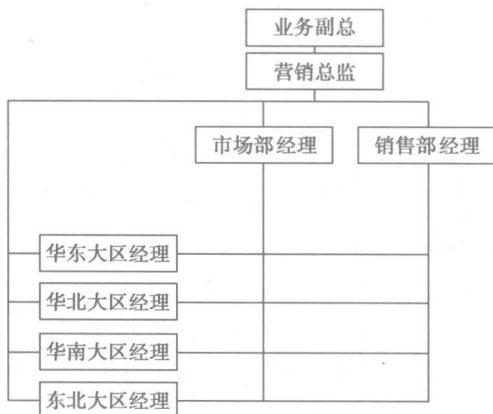 业务副总
营销总监
市场部经理
销售部经理
华东大区经理
华北大区经理
华南大区经理
东北大区经理